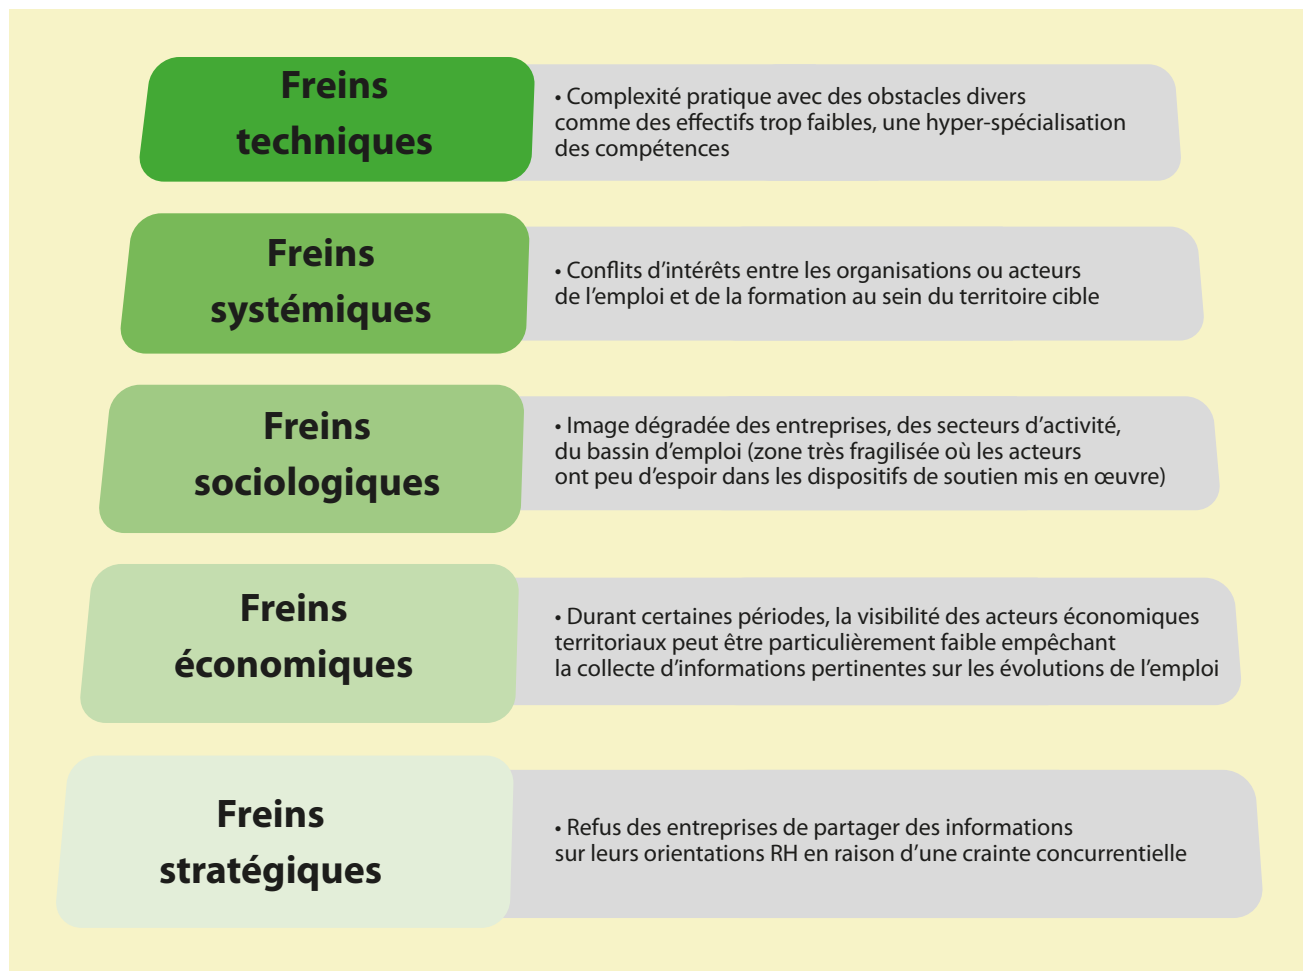 Freins
techniques
• Complexité pratique avec des obstacles divers
comme des effectifs trop faibles, une hyper-spécialisation
des compétences
Freins
systémiques
• Conflits d’intérêts entre les organisations ou acteurs
de l’emploi et de la formation au sein du territoire cible
Freins
sociologiques
• Image dégradée des entreprises, des secteurs d’activité,
du bassin d’emploi (zone très fragilisée où les acteurs
ont peu d’espoir dans les dispositifs de soutien mis en œuvre)
Freins
économiques
• Durant certaines périodes, la visibilité des acteurs économiques
territoriaux peut être particulièrement faible empêchant
la collecte d’informations pertinentes sur les évolutions de l’emploi
Freins
stratégiques
• Refus des entreprises de partager des informations
sur leurs orientations RH en raison d’une crainte concurrentielle